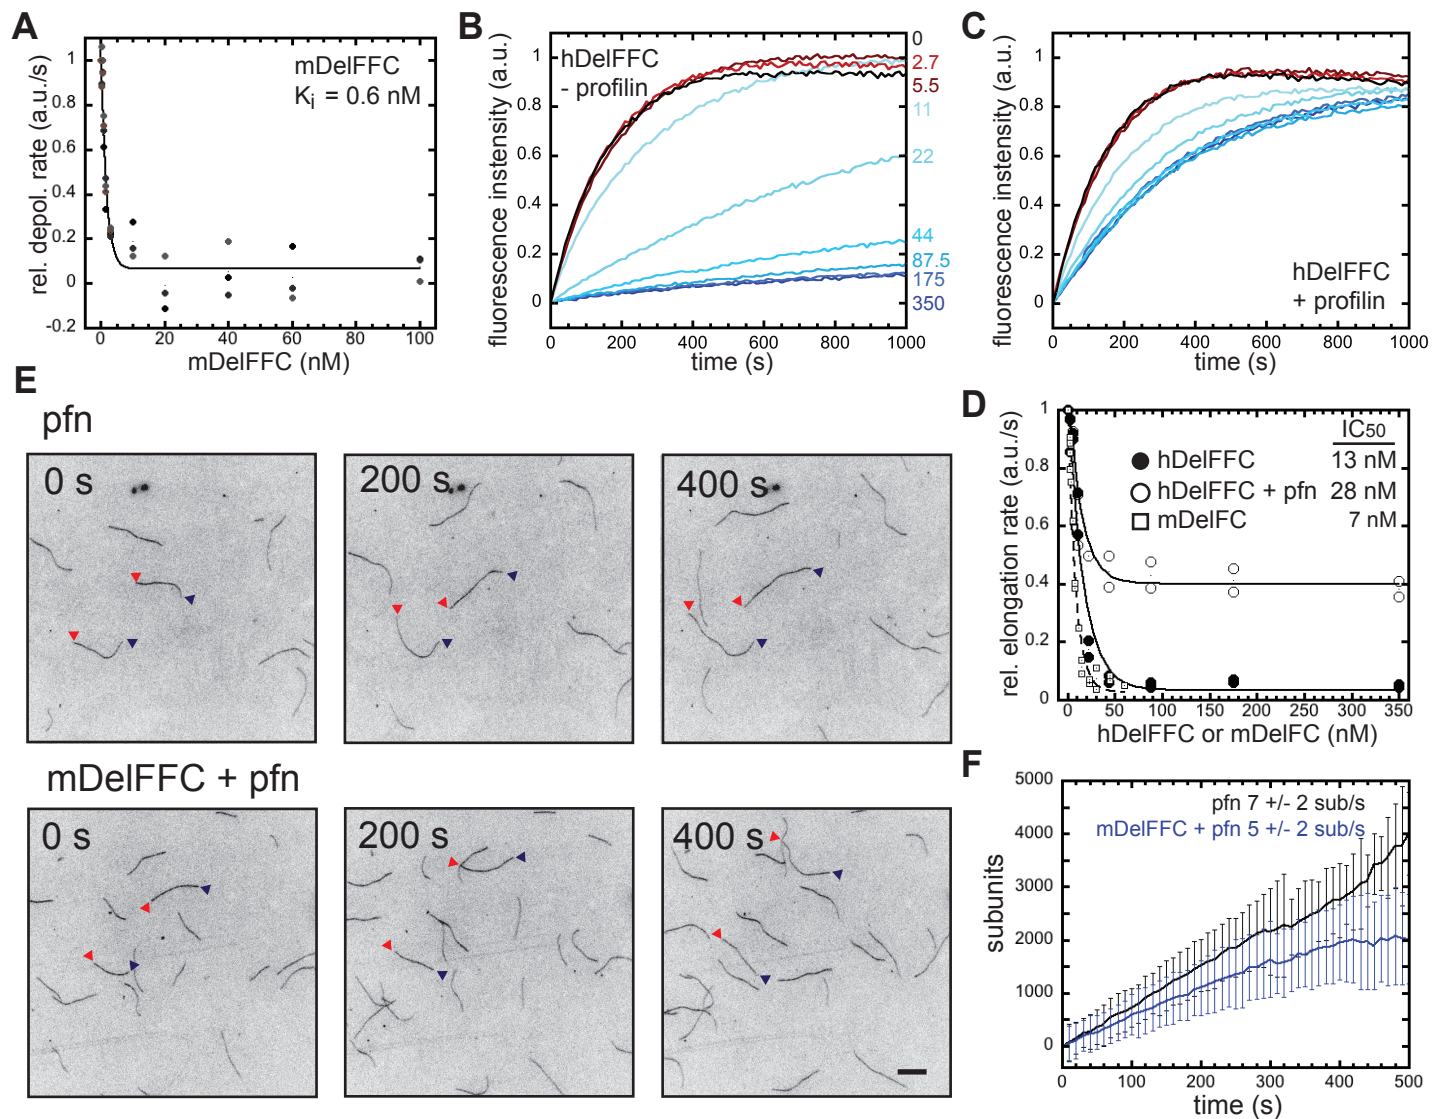 A
mDelFFC
Ki = 0.6 nM
rel. depol. rate (a.u./s)
1
0.8
0.6
0.4
0.2
0
-0.2
0 20 40 60 80 100
mDelFFC (nM)
B
hDelFFC
- profilin
fluorescence instensity (a.u.)
1
0.8
0.6
0.4
0.2
0
0 200 400 600 800 1000
time (s)
0
2.7
5.5
11
22
44
87.5
175
350
C
fluorescence intensity (a.u.)
1
0.8
0.6
0.4
0.2
0
hDelFFC
+ profilin
0 200 400 600 800 1000
time (s)
E
pfn
0 s
200 s
400 s
mDelFFC + pfn
0 s
200 s
400 s
D
rel. elongation rate (a.u./s)
1
0.8
0.6
0.4
0.2
0
IC50
hDelFFC 13 nM
hDelFFC + pfn 28 nM
mDelFC 7 nM
0 50 100 150 200 250 300 350
hDelFFC or mDelFC (nM)
F
subunits
5000
4000
3000
2000
1000
0
pfn 7 +/- 2 sub/s
mDelFFC + pfn 5 +/- 2 sub/s
0 100 200 300 400 500
time (s)